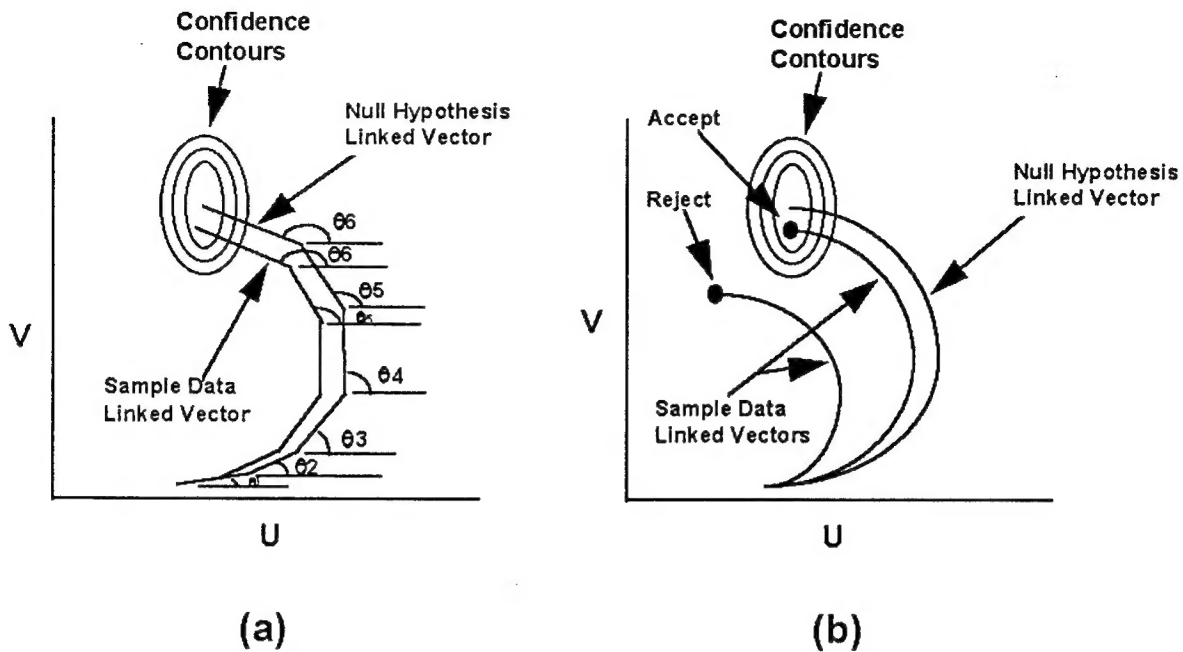 Confidence
Contours
Null Hypothesis
Linked Vector
θ6
θ6
θ5
θ4
θ3
θ2
V
Sample Data
Linked Vector
U
(a)
Confidence
Contours
Accept
Reject
Null Hypothesis
Linked Vector
V
Sample Data
Linked Vectors
U
(b)